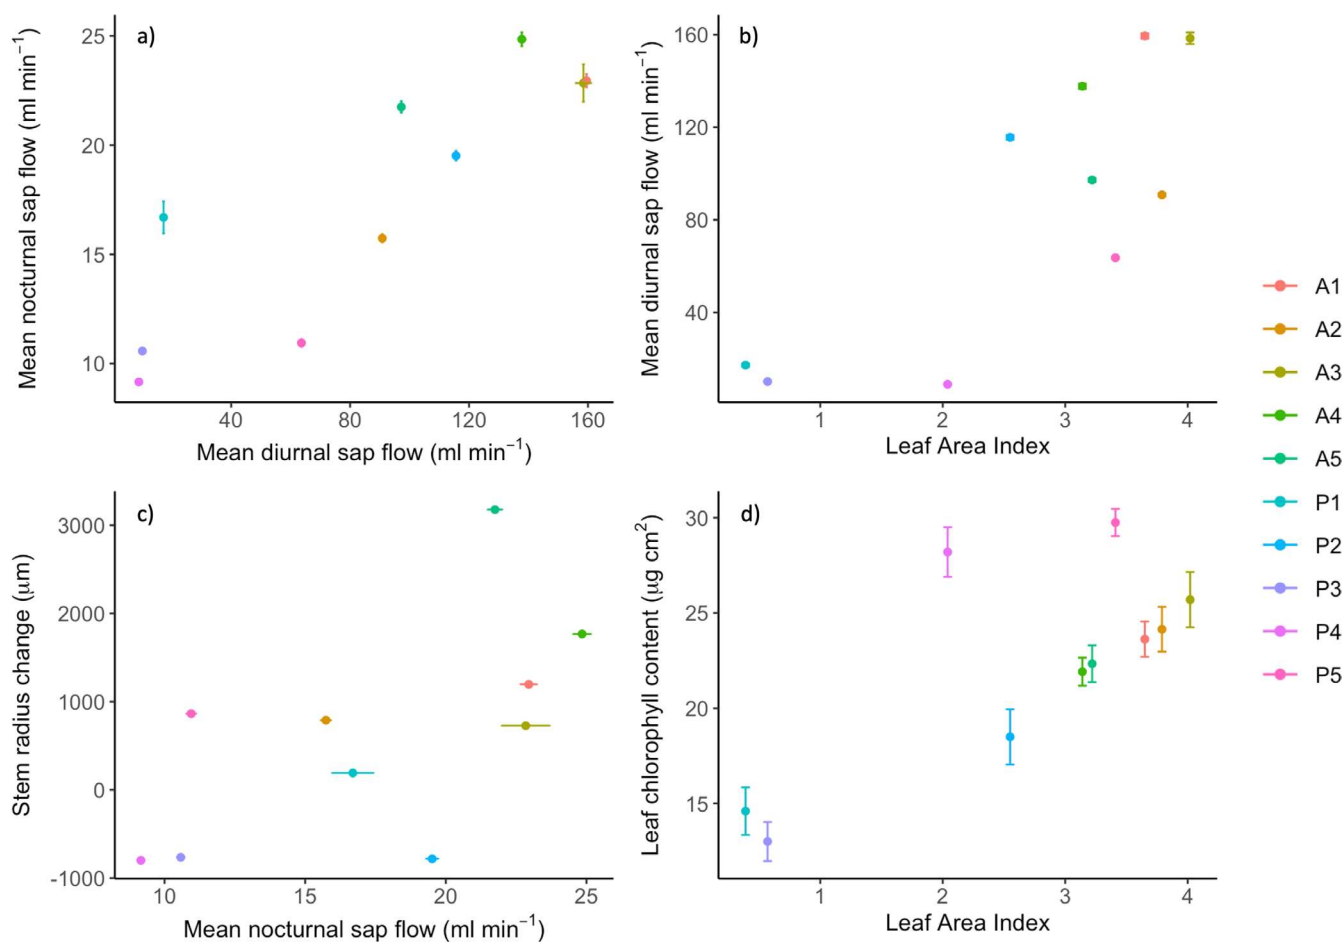 a)
25
20
15
10
Mean nocturnal sap flow (ml min⁻¹)
40 80 120 160
Mean diurnal sap flow (ml min⁻¹)
b)
160
120
80
40
Mean diurnal sap flow (ml min⁻¹)
1 2 3 4
Leaf Area Index
c)
3000
2000
1000
0
-1000
Stem radius change (μm)
10 15 20 25
Mean nocturnal sap flow (ml min⁻¹)
d)
30
25
20
15
Leaf chlorophyll content (μg cm²)
1 2 3 4
Leaf Area Index
A1
A2
A3
A4
A5
P1
P2
P3
P4
P5